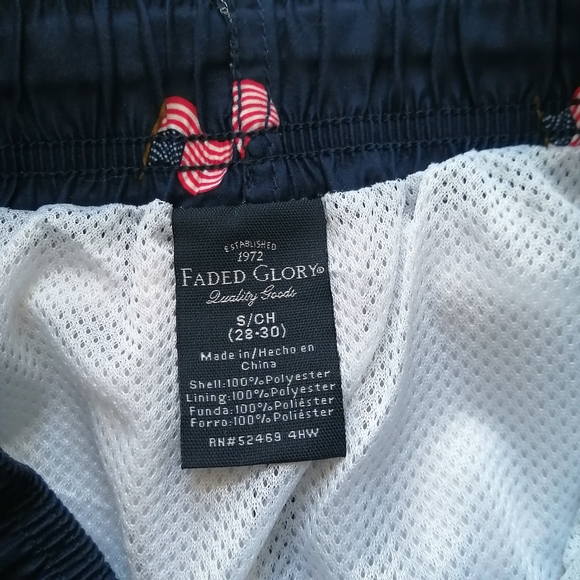 ESTABLISHED
1972
FADED GLORY®
Quality Goods
S/CH
(28-30)
Made in/Hecho en
China
Shell:100%Polyester
Lining:100%Polyester
Funda:100%Poliéster
Forro:100%Poliéster
RN#52469 4HW